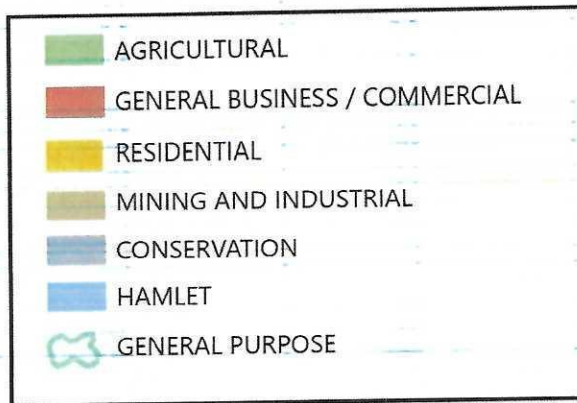 AGRICULTURAL
GENERAL BUSINESS / COMMERCIAL
RESIDENTIAL
MINING AND INDUSTRIAL
CONSERVATION
HAMLET
GENERAL PURPOSE